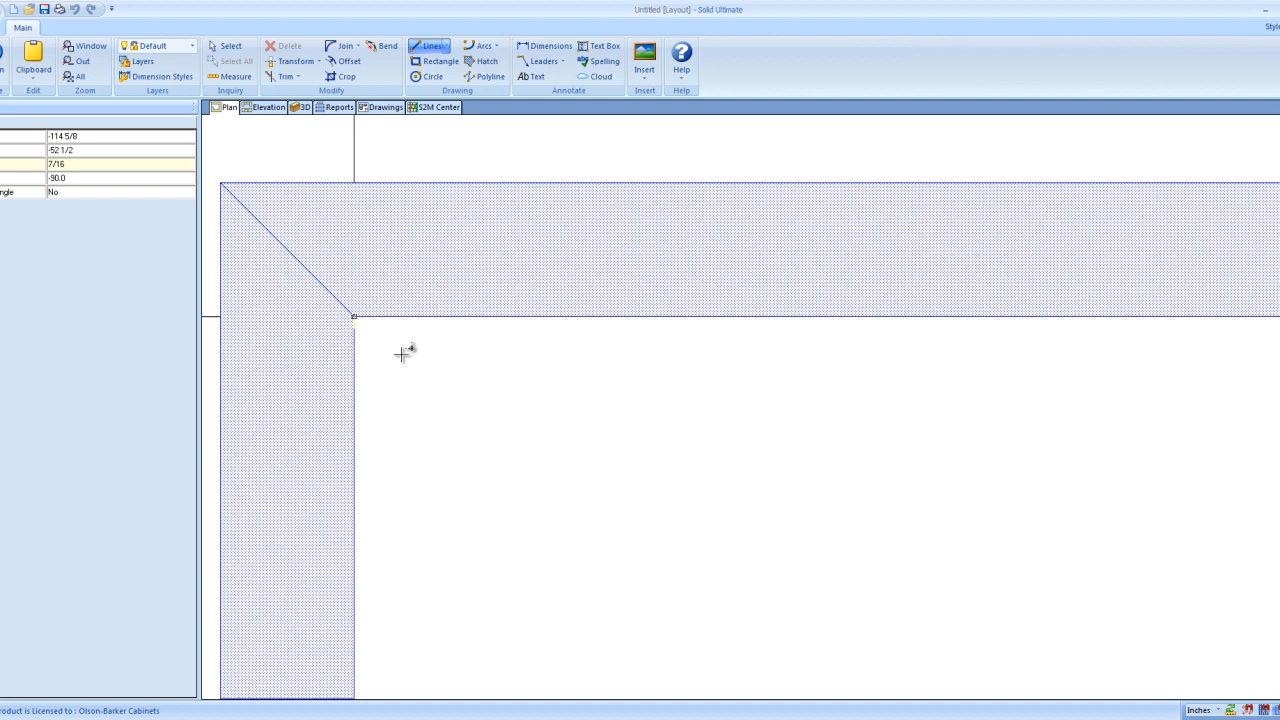 Untitled [Layout] - Solid Ultimate
Main
Style
Clipboard
Edit
Window
Out
All
Zoom
Default
Layers
Dimension Styles
Layers
Select
Select All
Measure
Inquiry
Delete
Transform
Trim
Join
Offset
Crop
Bend
Modify
Lines
Rectangle
Circle
Arcs
Hatch
Polyline
Drawing
Dimensions
Leaders
Text
Text Box
Spelling
Cloud
Annotate
Insert
Insert
Help
Help
Plan Elevation 3D Reports Drawings S2M Center
-114 5/8
-52 1/2
7/16
-90.0
ngle No
roduct is Licensed to : Olson-Barker Cabinets
Inches